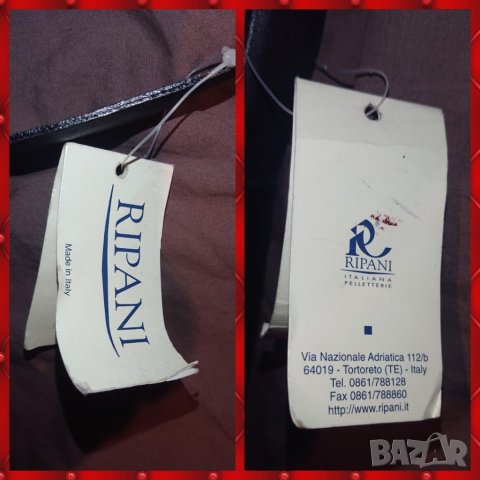 RIPANI
Made in Italy
RIPANI
ITALIANA
PELLETTERIE
Via Nazionale Adriatica 112/b
64019 - Tortoreto (TE) - Italy
Tel. 0861/788128
Fax 0861/788860
http://www.ripani.it
BAZAR